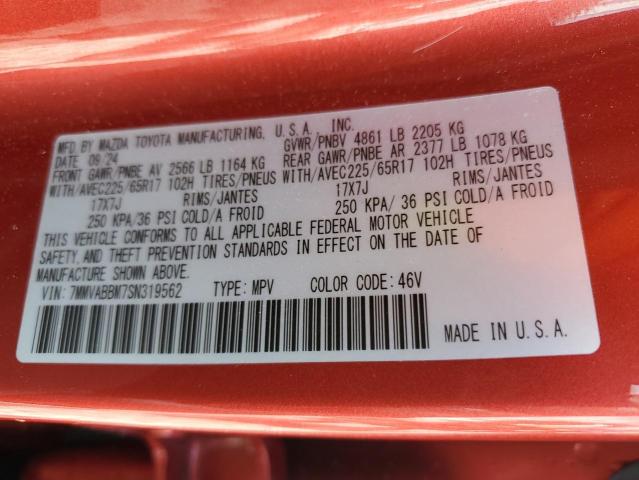 MFD. BY MAZDA TOYOTA MANUFACTURING, U.S.A., INC.
DATE 09/24 GVWR/PNBV 4861 LB 2205 KG
FRONT GAWR/PNBE AV 2566 LB 1164 KG REAR GAWR/PNBE AR 2377 LB 1078 KG
WITH/AVEC225/65R17 102H TIRES/PNEUS WITH/AVEC225/65R17 102H TIRES/PNEUS
17X7J RIMS/JANTES 17X7J RIMS/JANTES
250 KPA/36 PSI COLD/A FROID 250 KPA/ 36 PSI COLD/A FROID
THIS VEHICLE CONFORMS TO ALL APPLICABLE FEDERAL MOTOR VEHICLE
SAFETY, AND THEFT PREVENTION STANDARDS IN EFFECT ON THE DATE OF
MANUFACTURE SHOWN ABOVE.
VIN: 7MMVABBM7SN319562 TYPE: MPV COLOR CODE: 46V
MADE IN U.S.A.